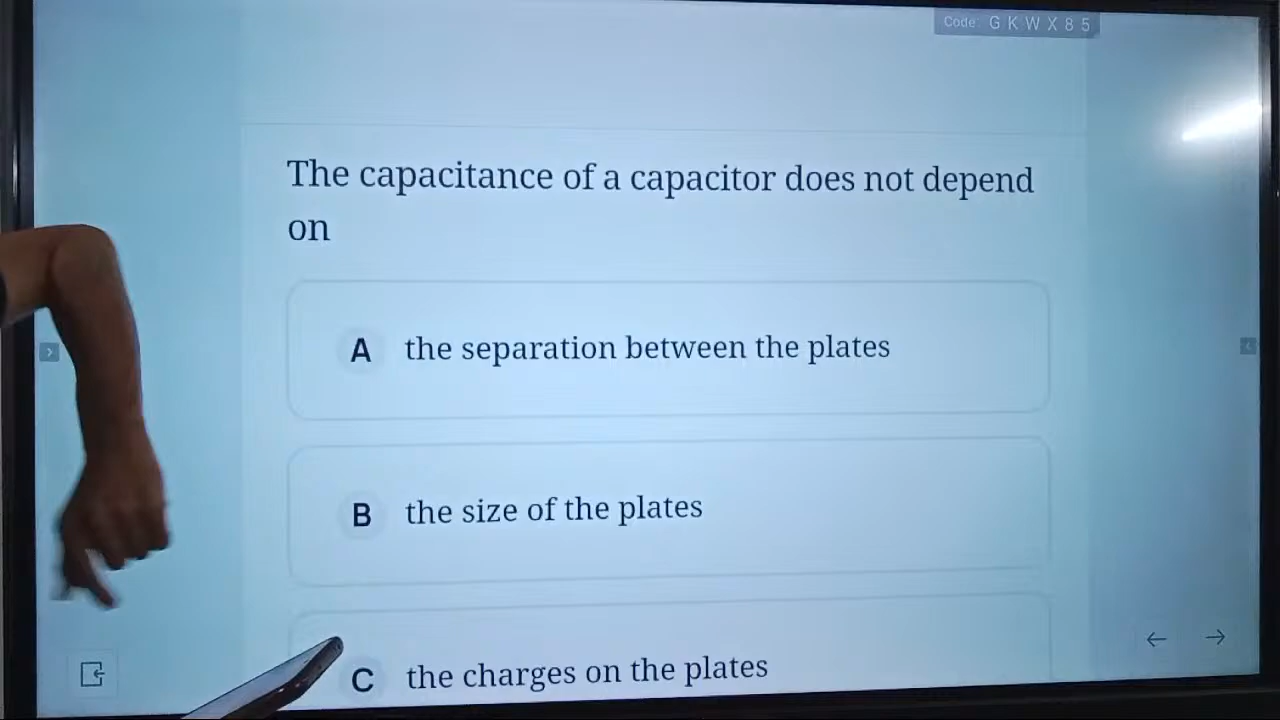 Code: G K W X 8 5
The capacitance of a capacitor does not depend
on
A the separation between the plates
B the size of the plates
C the charges on the plates